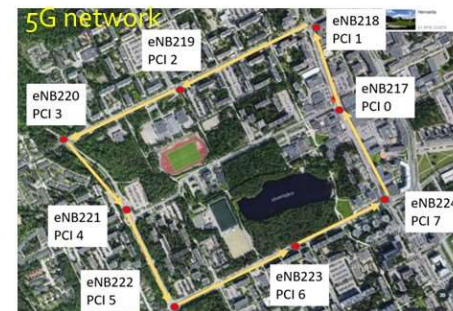 5G network
eNB218
PCI 1
eNB219
PCI 2
eNB217
PCI 0
eNB220
PCI 3
eNB221
PCI 4
eNB224
PCI 7
eNB222
PCI 5
eNB223
PCI 6